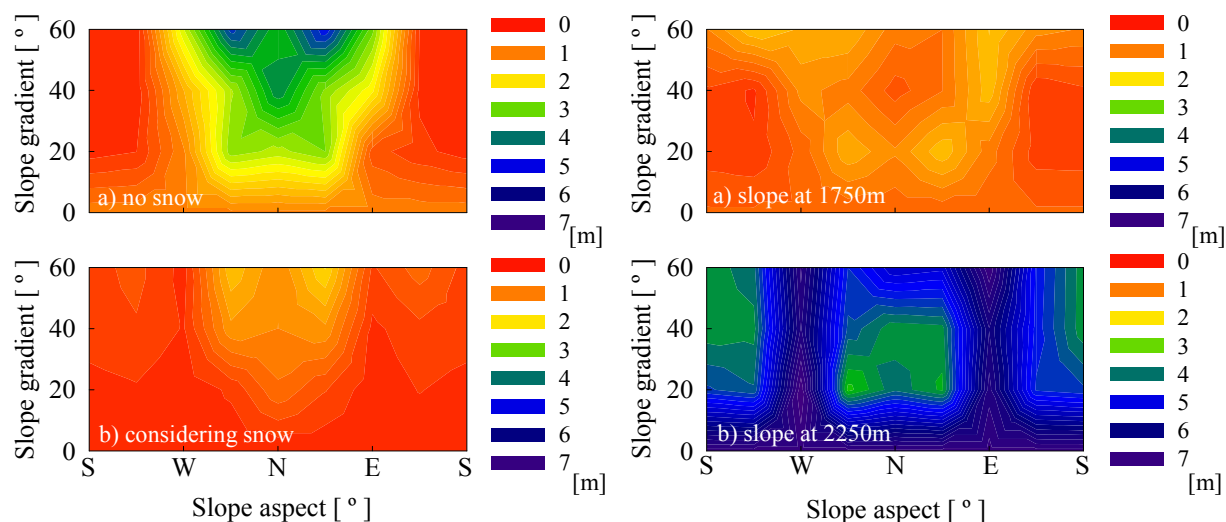 Slope gradient [ º ]
60
40
20
0
a) no snow
0
1
2
3
4
5
6
7
[m]
Slope gradient [ º ]
60
40
20
0
b) considering snow
S
W
N
E
S
Slope aspect [ º ]
0
1
2
3
4
5
6
7
[m]
Slope gradient [ º ]
60
40
20
0
a) slope at 1750m
0
1
2
3
4
5
6
7
[m]
Slope gradient [ º ]
60
40
20
0
b) slope at 2250m
S
W
N
E
S
Slope aspect [ º ]
0
1
2
3
4
5
6
7
[m]